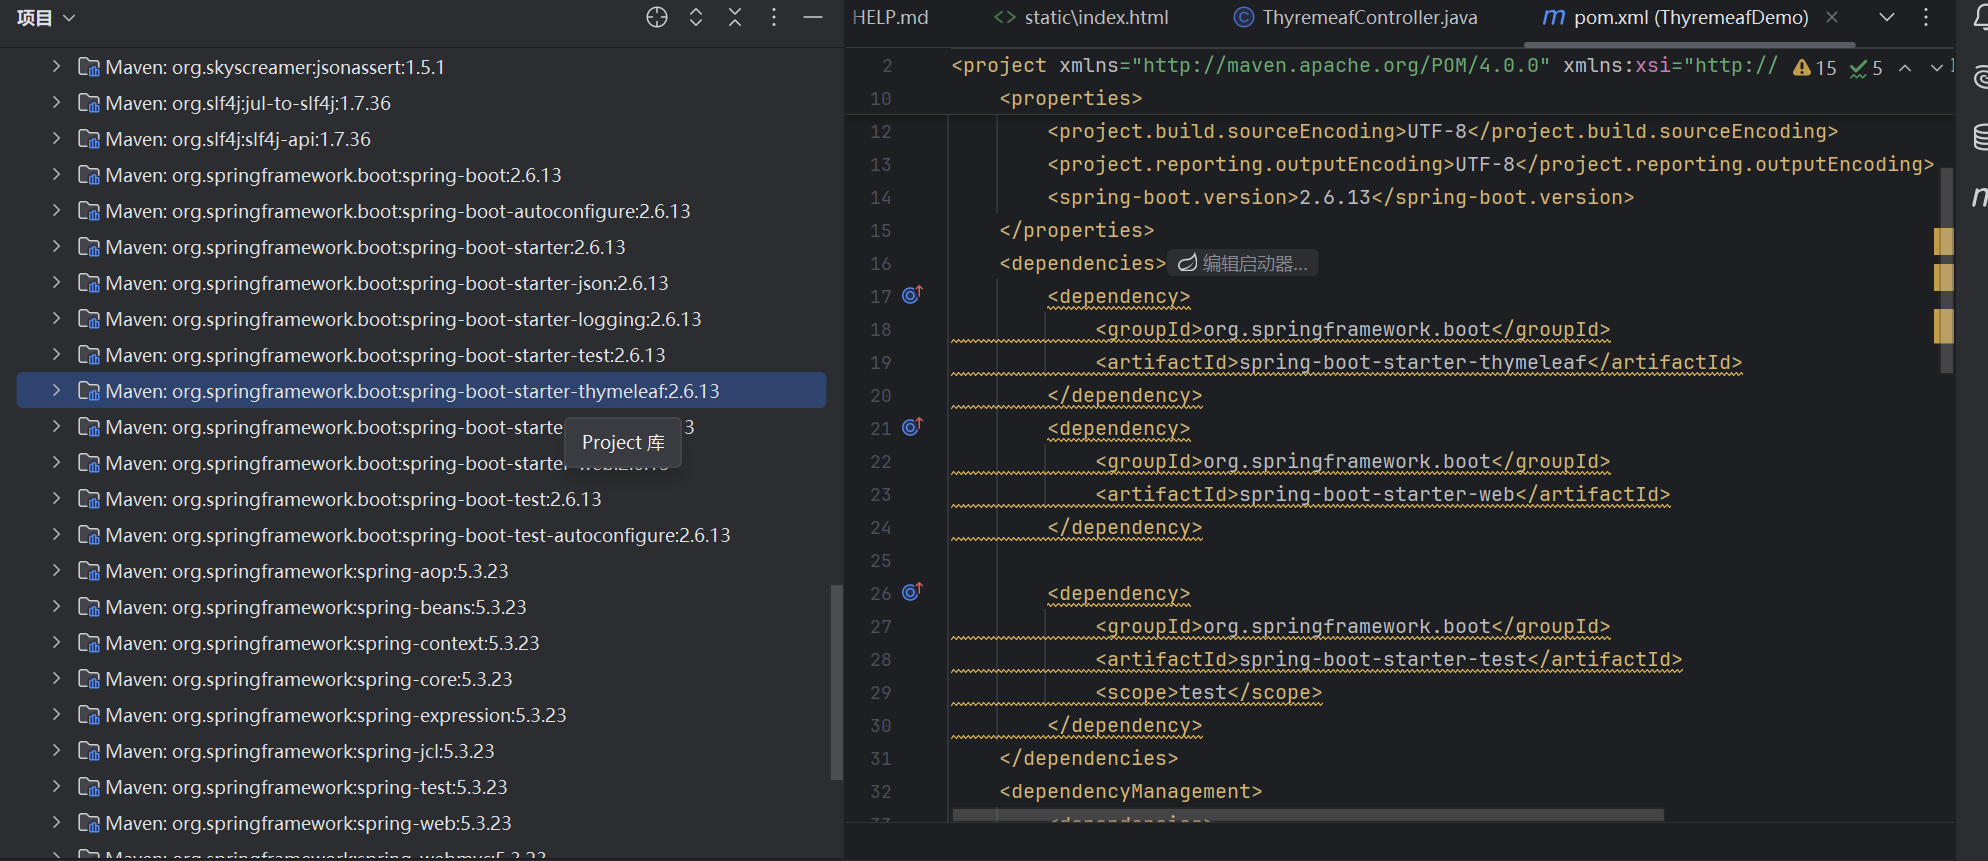 项目
Maven: org.skyscreamer:jsonassert:1.5.1
Maven: org.slf4j:jul-to-slf4j:1.7.36
Maven: org.slf4j:slf4j-api:1.7.36
Maven: org.springframework.boot:spring-boot:2.6.13
Maven: org.springframework.boot:spring-boot-autoconfigure:2.6.13
Maven: org.springframework.boot:spring-boot-starter:2.6.13
Maven: org.springframework.boot:spring-boot-starter-json:2.6.13
Maven: org.springframework.boot:spring-boot-starter-logging:2.6.13
Maven: org.springframework.boot:spring-boot-starter-test:2.6.13
Maven: org.springframework.boot:spring-boot-starter-thymeleaf:2.6.13
Maven: org.springframework.boot:spring-boot-starte 3
Project 库
Maven: org.springframework.boot:spring-boot-starter-web:2.6.13
Maven: org.springframework.boot:spring-boot-test:2.6.13
Maven: org.springframework.boot:spring-boot-test-autoconfigure:2.6.13
Maven: org.springframework:spring-aop:5.3.23
Maven: org.springframework:spring-beans:5.3.23
Maven: org.springframework:spring-context:5.3.23
Maven: org.springframework:spring-core:5.3.23
Maven: org.springframework:spring-expression:5.3.23
Maven: org.springframework:spring-jcl:5.3.23
Maven: org.springframework:spring-test:5.3.23
Maven: org.springframework:spring-web:5.3.23
Maven: org.springframework:spring-webmvc:5.3.23
HELP.md static\index.html ThyremeafController.java pom.xml (ThyremeafDemo)
2 <project xmlns="http://maven.apache.org/POM/4.0.0" xmlns:xsi="http:// 15 5
10 <properties>
12 <project.build.sourceEncoding>UTF-8</project.build.sourceEncoding>
13 <project.reporting.outputEncoding>UTF-8</project.reporting.outputEncoding>
14 <spring-boot.version>2.6.13</spring-boot.version>
15 </properties>
16 <dependencies> 编辑启动器...
17 <dependency>
18 <groupId>org.springframework.boot</groupId>
19 <artifactId>spring-boot-starter-thymeleaf</artifactId>
20 </dependency>
21 <dependency>
22 <groupId>org.springframework.boot</groupId>
23 <artifactId>spring-boot-starter-web</artifactId>
24 </dependency>
25
26 <dependency>
27 <groupId>org.springframework.boot</groupId>
28 <artifactId>spring-boot-starter-test</artifactId>
29 <scope>test</scope>
30 </dependency>
31 </dependencies>
32 <dependencyManagement>
33 <dependencies>